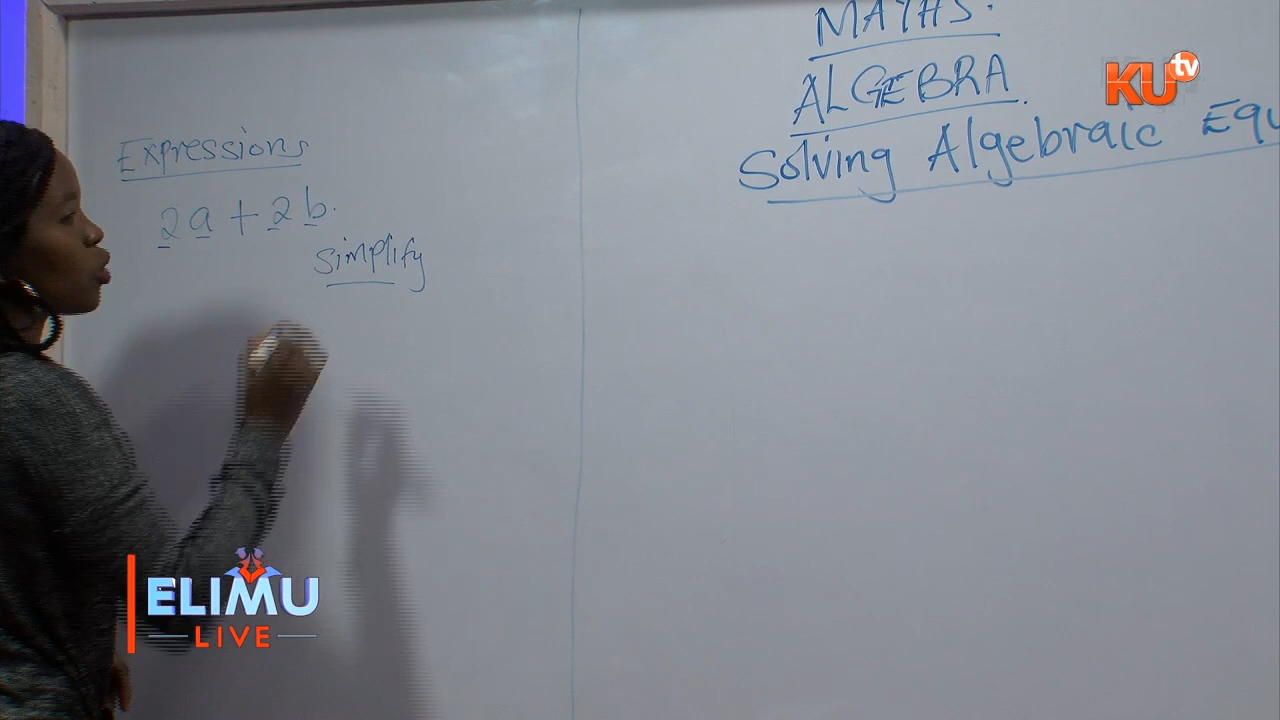 Expressions
2a + 2b.
simplify
MATHS.
ALGEBRA.
Solving Algebraic Equ
KU tv
ELIMU
LIVE